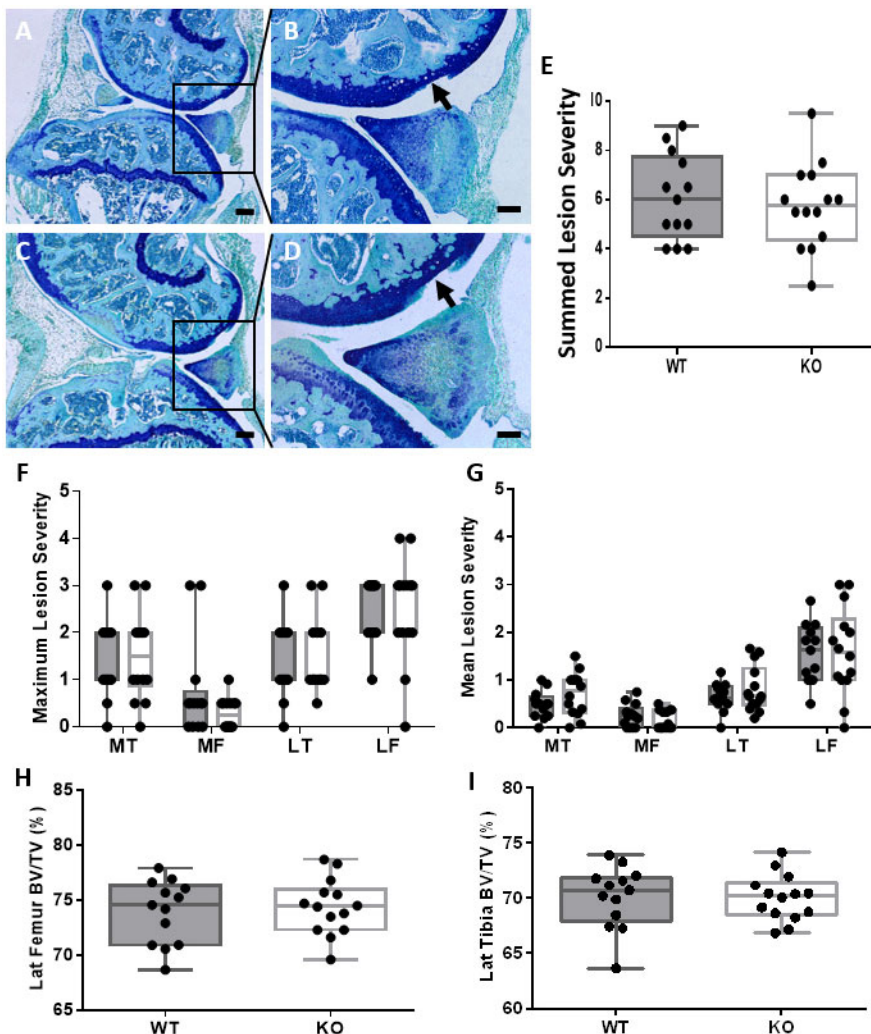 A
B
C
D
E
Summed Lesion Severity
10
8
6
4
2
0
WT KO
F
Maximum Lesion Severity
5
4
3
2
1
0
MT MF LT LF
G
Mean Lesion Severity
5
4
3
2
1
0
MT MF LT LF
H
Lat Femur BV/TV (%)
85
80
75
70
65
WT KO
I
Lat Tibia BV/TV (%)
80
75
70
65
60
WT KO